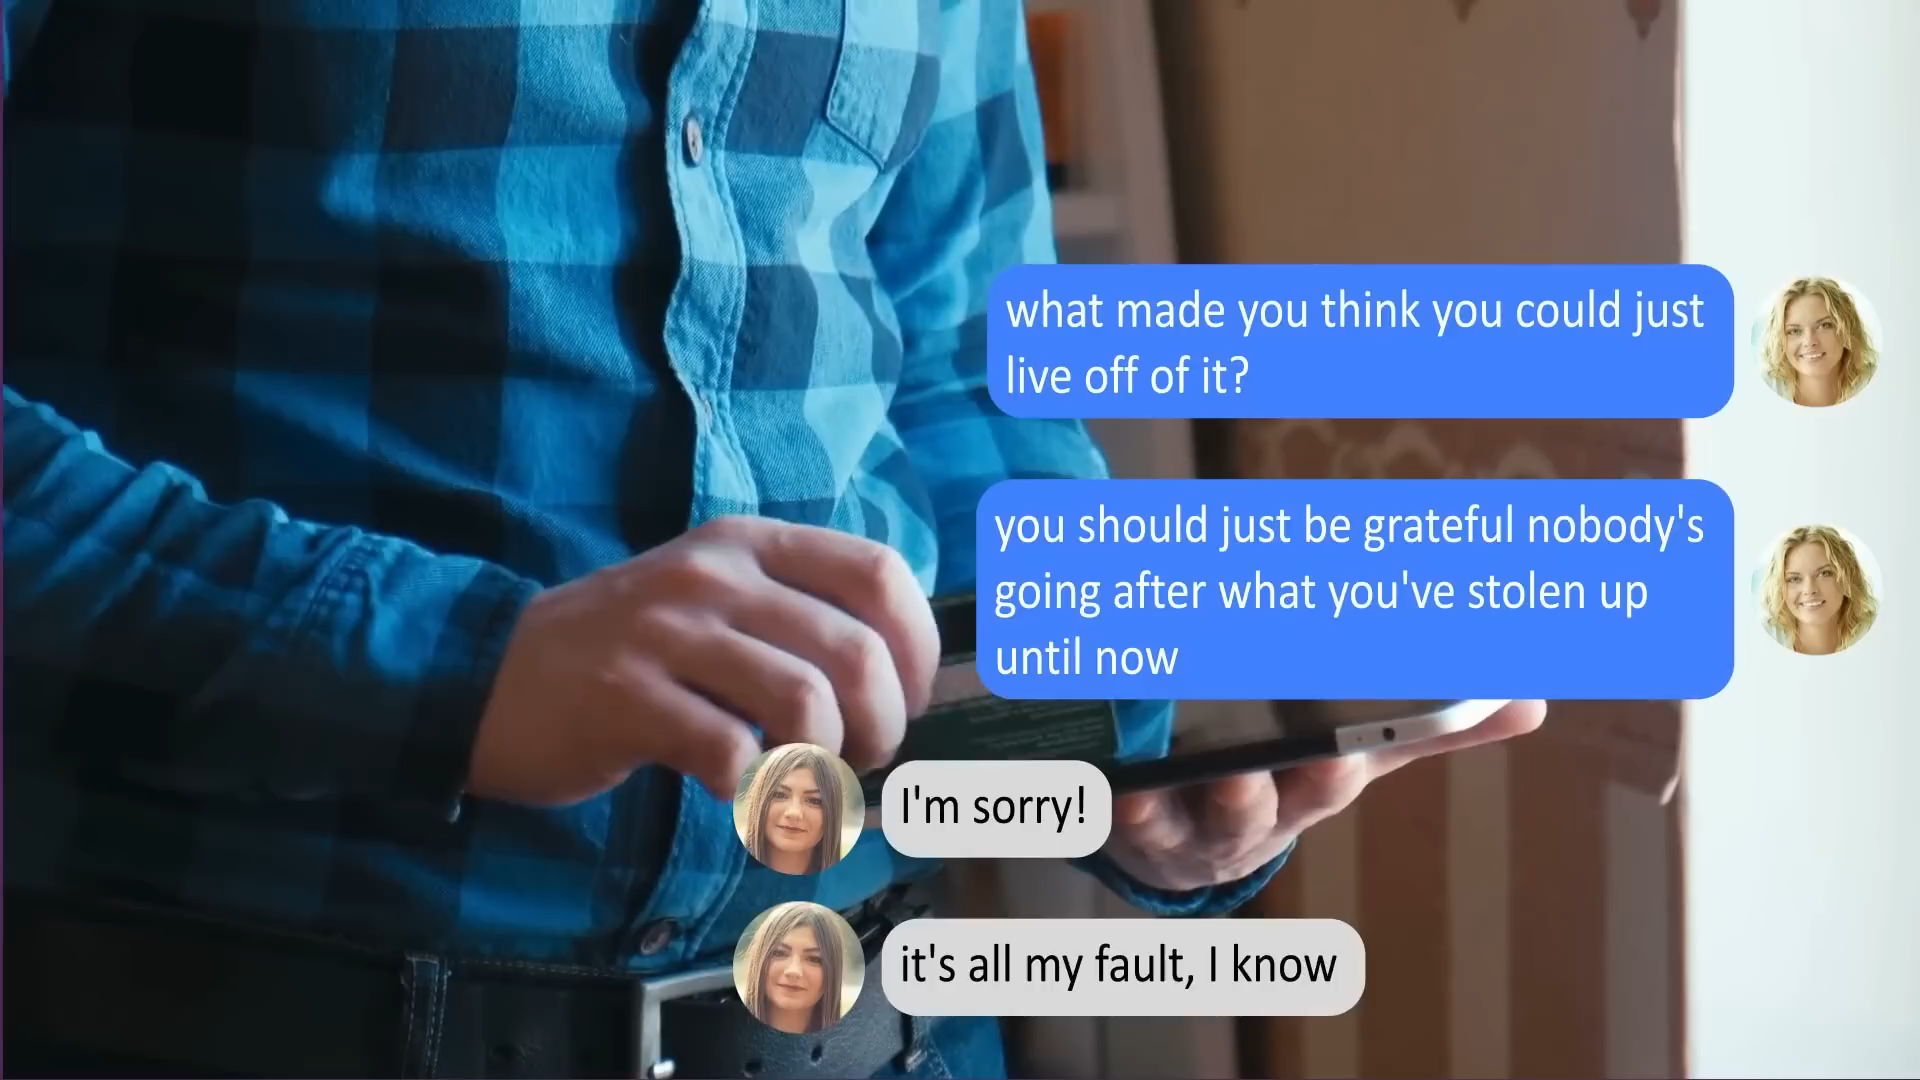 what made you think you could just
live off of it?
you should just be grateful nobody's
going after what you've stolen up
until now
I'm sorry!
it's all my fault, I know